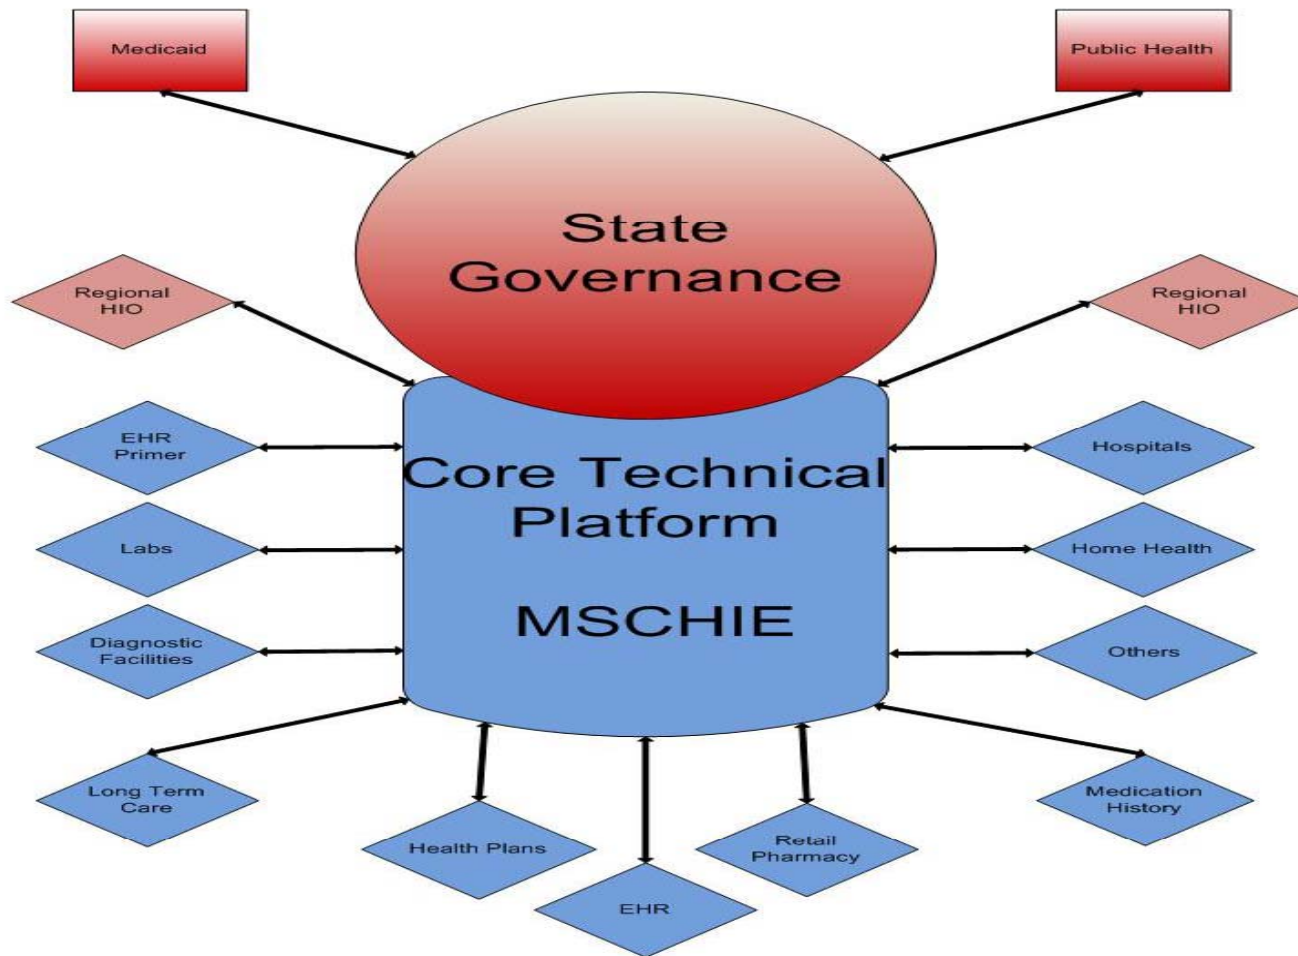 Medicaid
Public Health
State
Governance
Regional
HIO
Regional
HIO
EHR
Primer
Core Technical
Platform
MSCHIE
Hospitals
Labs
Home Health
Diagnostic
Facilities
Others
Long Term
Care
Medication
History
Health Plans
Retail
Pharmacy
EHR